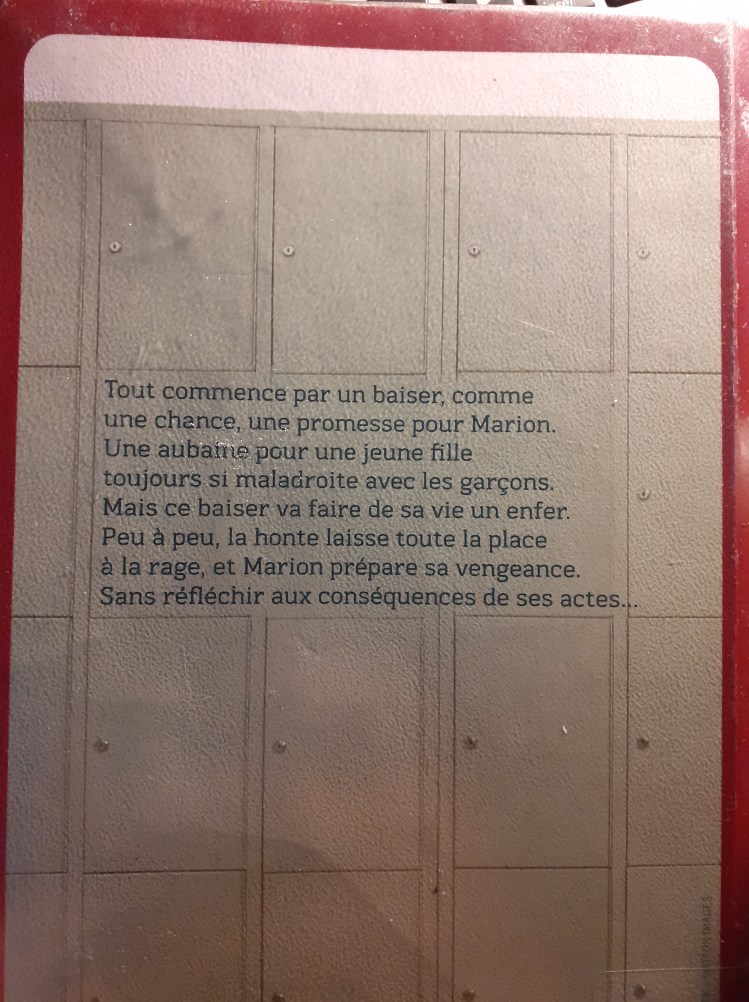 Tout commence par un baiser, comme
une chance, une promesse pour Marion.
Une aubaine pour une jeune fille
toujours si maladroite avec les garçons.
Mais ce baiser va faire de sa vie un enfer.
Peu à peu, la honte laisse toute la place
à la rage, et Marion prépare sa vengeance.
Sans réfléchir aux conséquences de ses actes...
IMAGES